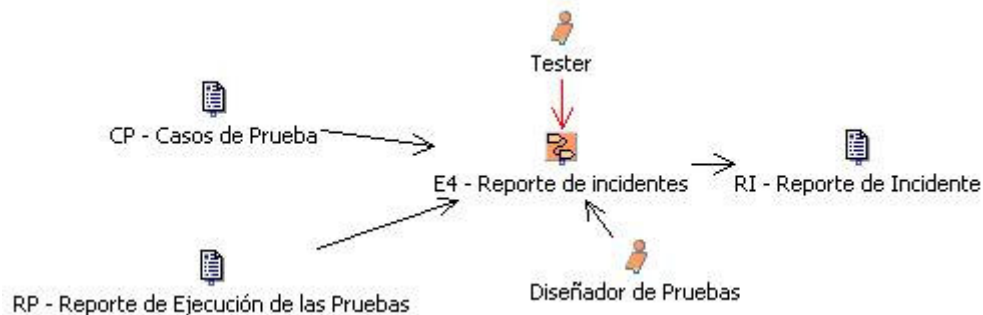 Tester
CP - Casos de Prueba
E4 - Reporte de incidentes
RI - Reporte de Incidente
RP - Reporte de Ejecución de las Pruebas
Diseñador de Pruebas